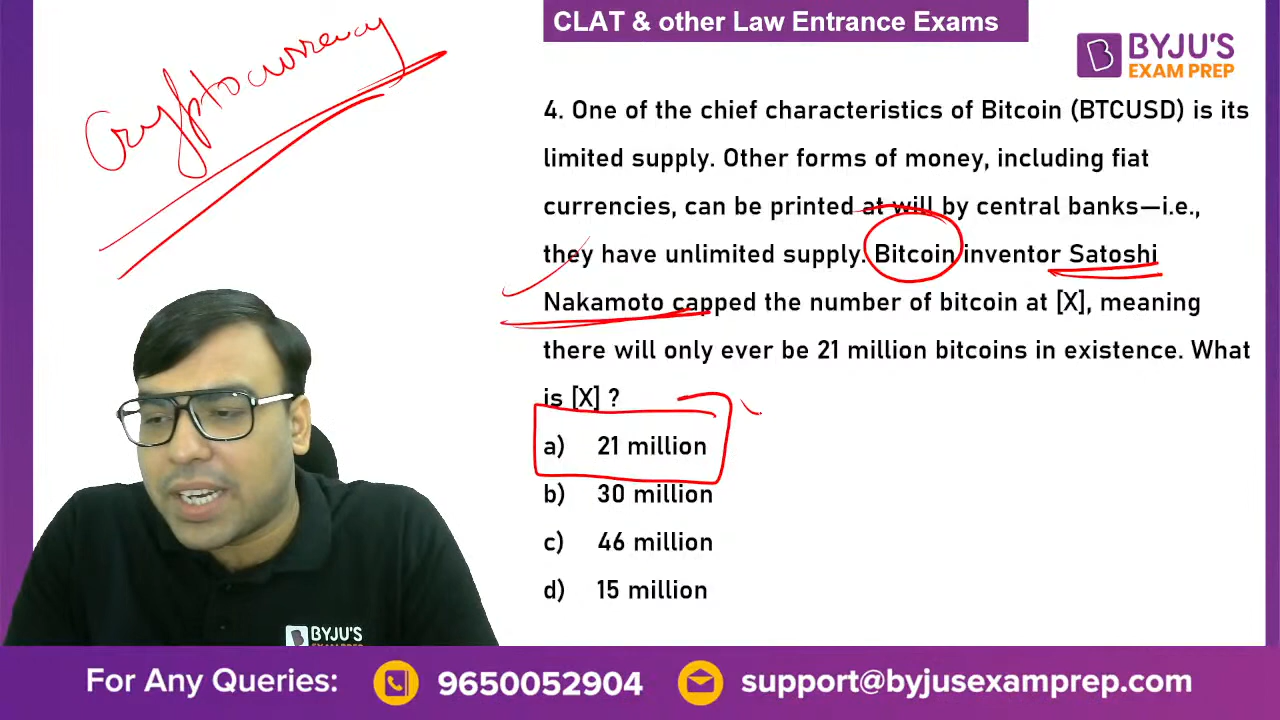 CLAT & other Law Entrance Exams
BYJU'S
EXAM PREP
Cryptocurrency
4. One of the chief characteristics of Bitcoin (BTCUSD) is its
limited supply. Other forms of money, including fiat
currencies, can be printed at will by central banks—i.e.,
they have unlimited supply. Bitcoin inventor Satoshi
Nakamoto capped the number of bitcoin at [X], meaning
there will only ever be 21 million bitcoins in existence. What
is [X] ?
a) 21 million
b) 30 million
c) 46 million
d) 15 million
BYJU'S
EXAM PREP
For Any Queries: 9650052904 support@byjusexamprep.com